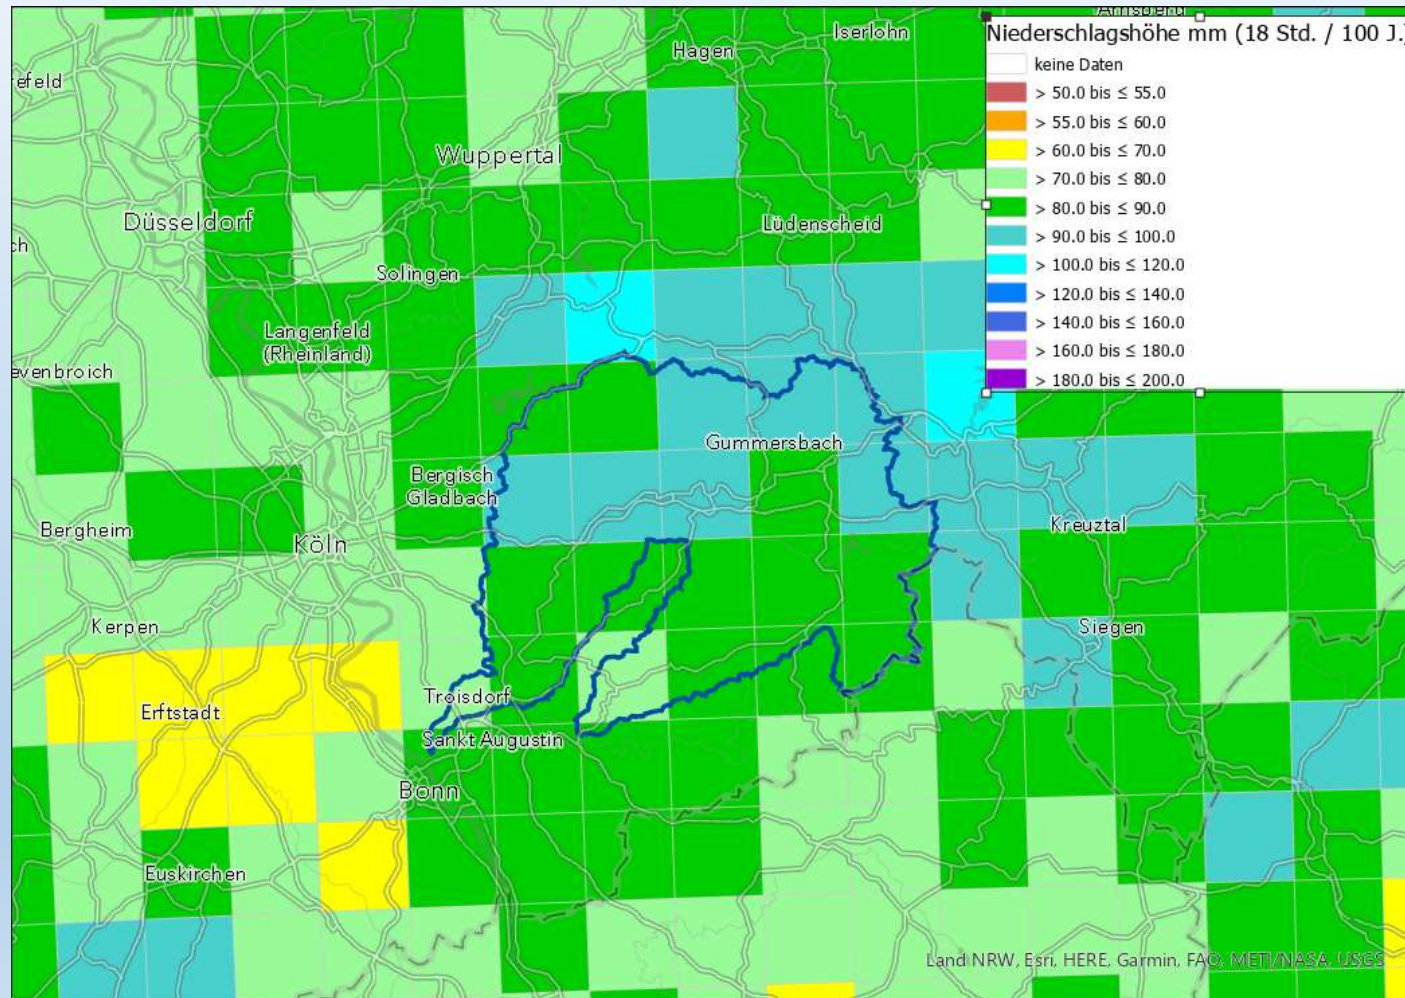 Arnsberg
Niederschlagshöhe mm (18 Std. / 100 J.)
keine Daten
> 50.0 bis ≤ 55.0
> 55.0 bis ≤ 60.0
> 60.0 bis ≤ 70.0
> 70.0 bis ≤ 80.0
> 80.0 bis ≤ 90.0
> 90.0 bis ≤ 100.0
> 100.0 bis ≤ 120.0
> 120.0 bis ≤ 140.0
> 140.0 bis ≤ 160.0
> 160.0 bis ≤ 180.0
> 180.0 bis ≤ 200.0
Iserlohn
Hagen
efeld
Wuppertal
Düsseldorf
Lüdenscheid
ch
Solingen
Langenfeld
(Rheinland)
evenbroich
Gummersbach
Bergisch
Gladbach
Bergheim
Köln
Kreuztal
Kerpen
Siegen
Troisdorf
Erftstadt
Sankt Augustin
Bonn
Euskirchen
Land NRW, Esri, HERE, Garmin, FAO, METI/NASA, USGS